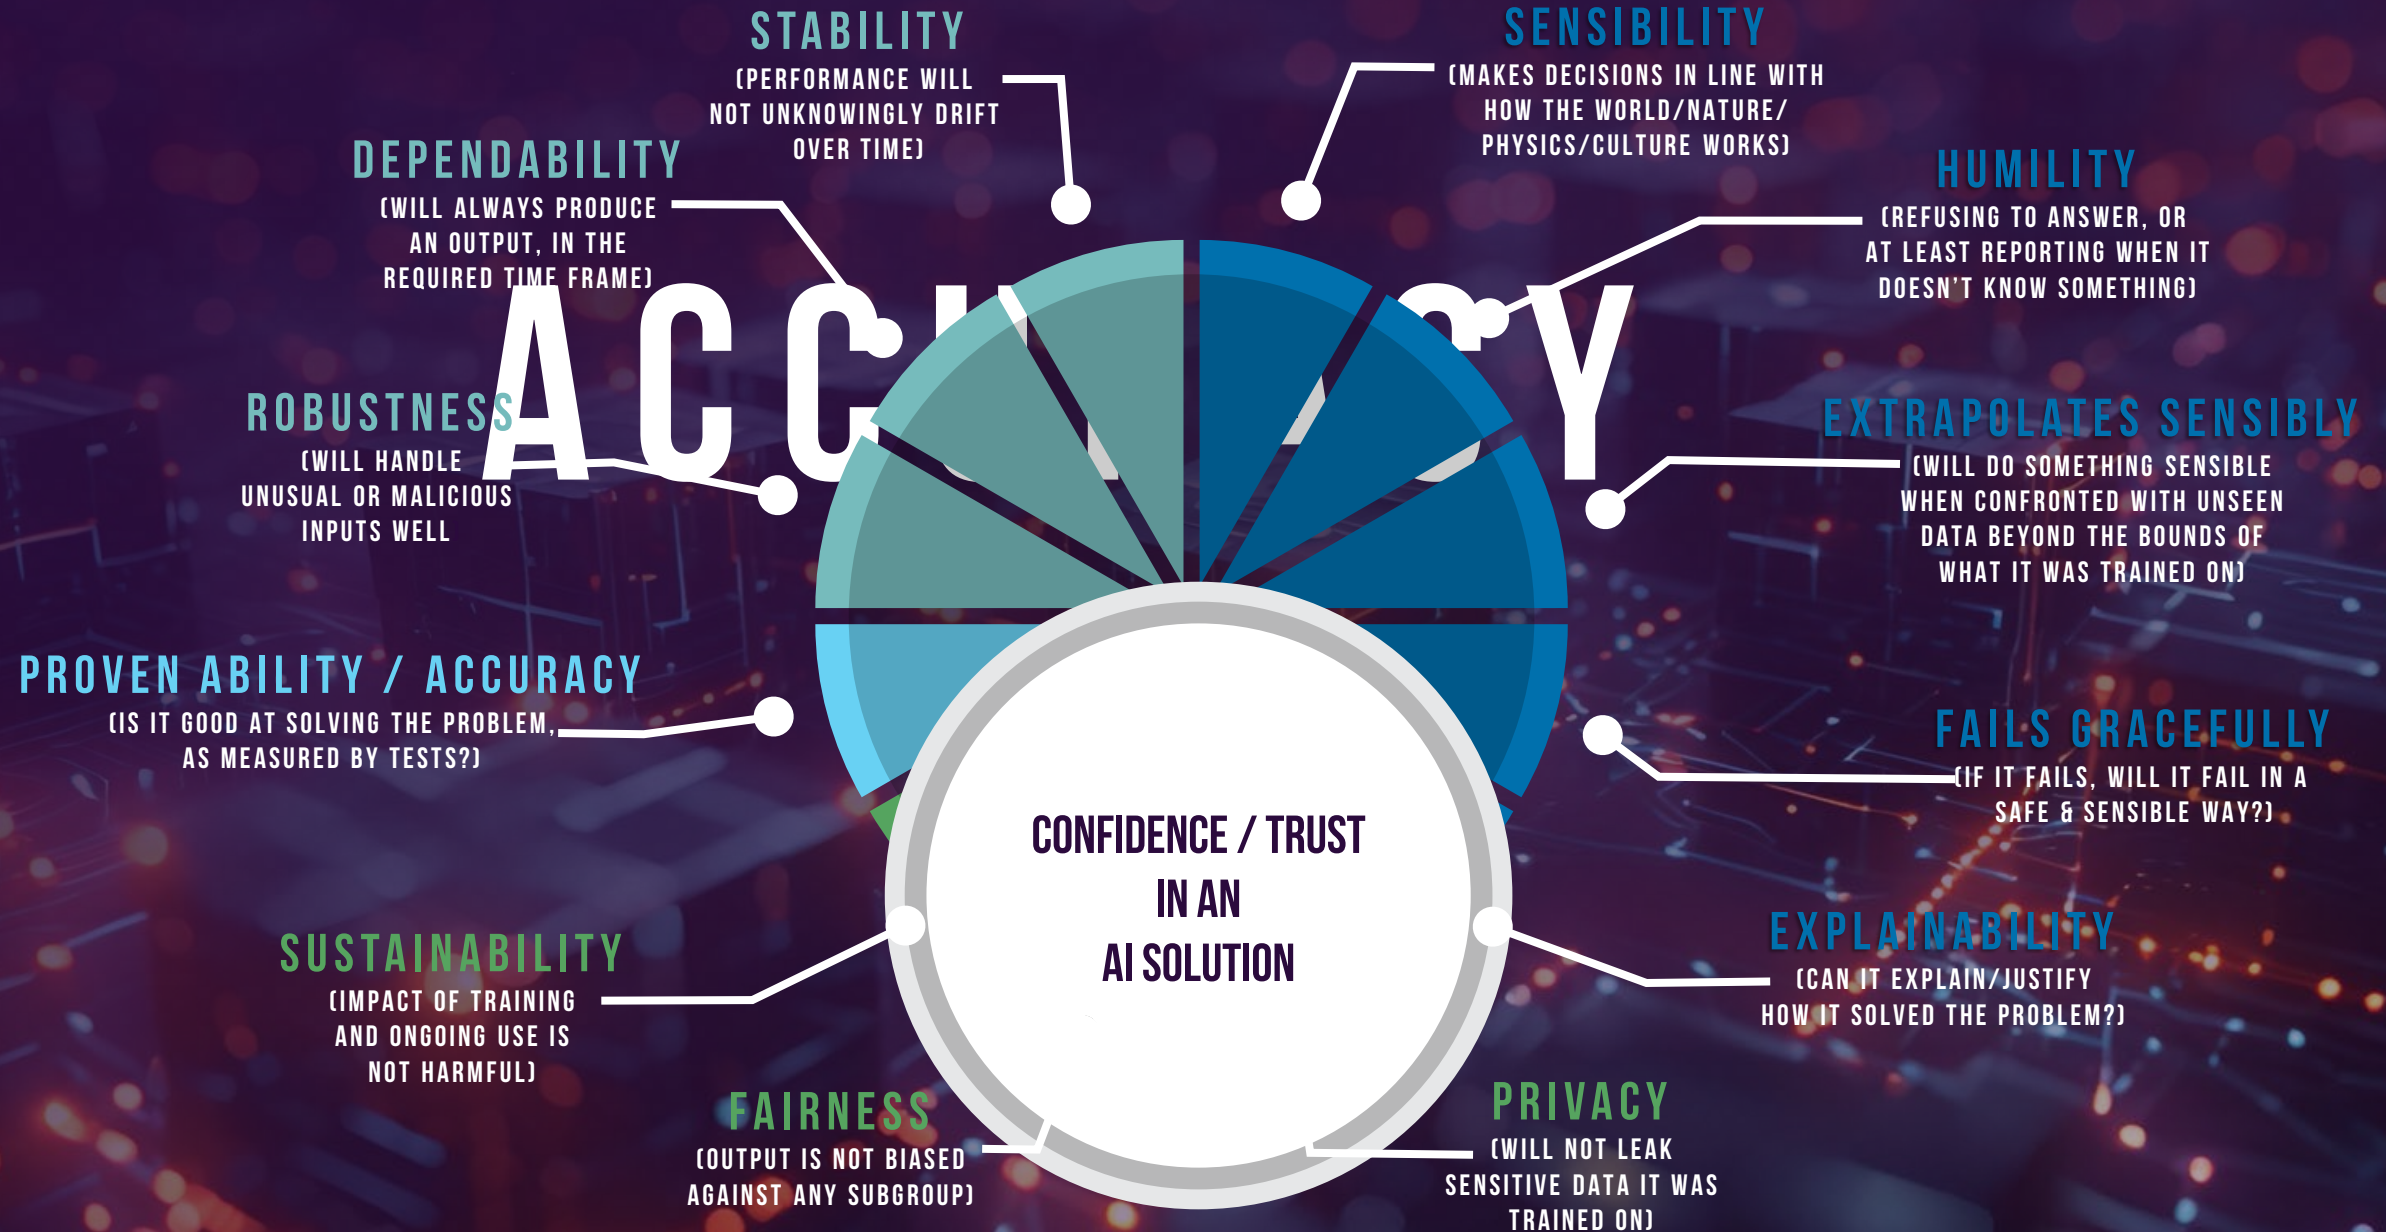 STABILITY
(PERFORMANCE WILL
NOT UNKNOWINGLY DRIFT
OVER TIME)
SENSIBILITY
(MAKES DECISIONS IN LINE WITH
HOW THE WORLD/NATURE/
PHYSICS/CULTURE WORKS)
DEPENDABILITY
(WILL ALWAYS PRODUCE
AN OUTPUT, IN THE
REQUIRED TIME FRAME)
HUMILITY
(REFUSING TO ANSWER, OR
AT LEAST REPORTING WHEN IT
DOESN'T KNOW SOMETHING)
ACCURACY
ROBUSTNESS
(WILL HANDLE
UNUSUAL OR MALICIOUS
INPUTS WELL
EXTRAPOLATES SENSIBLY
(WILL DO SOMETHING SENSIBLE
WHEN CONFRONTED WITH UNSEEN
DATA BEYOND THE BOUNDS OF
WHAT IT WAS TRAINED ON)
PROVEN ABILITY / ACCURACY
(IS IT GOOD AT SOLVING THE PROBLEM,
AS MEASURED BY TESTS?)
FAILS GRACEFULLY
(IF IT FAILS, WILL IT FAIL IN A
SAFE & SENSIBLE WAY?)
CONFIDENCE / TRUST
IN AN
AI SOLUTION
SUSTAINABILITY
(IMPACT OF TRAINING
AND ONGOING USE IS
NOT HARMFUL)
EXPLAINABILITY
(CAN IT EXPLAIN/JUSTIFY
HOW IT SOLVED THE PROBLEM?)
FAIRNESS
(OUTPUT IS NOT BIASED
AGAINST ANY SUBGROUP)
PRIVACY
(WILL NOT LEAK
SENSITIVE DATA IT WAS
TRAINED ON)